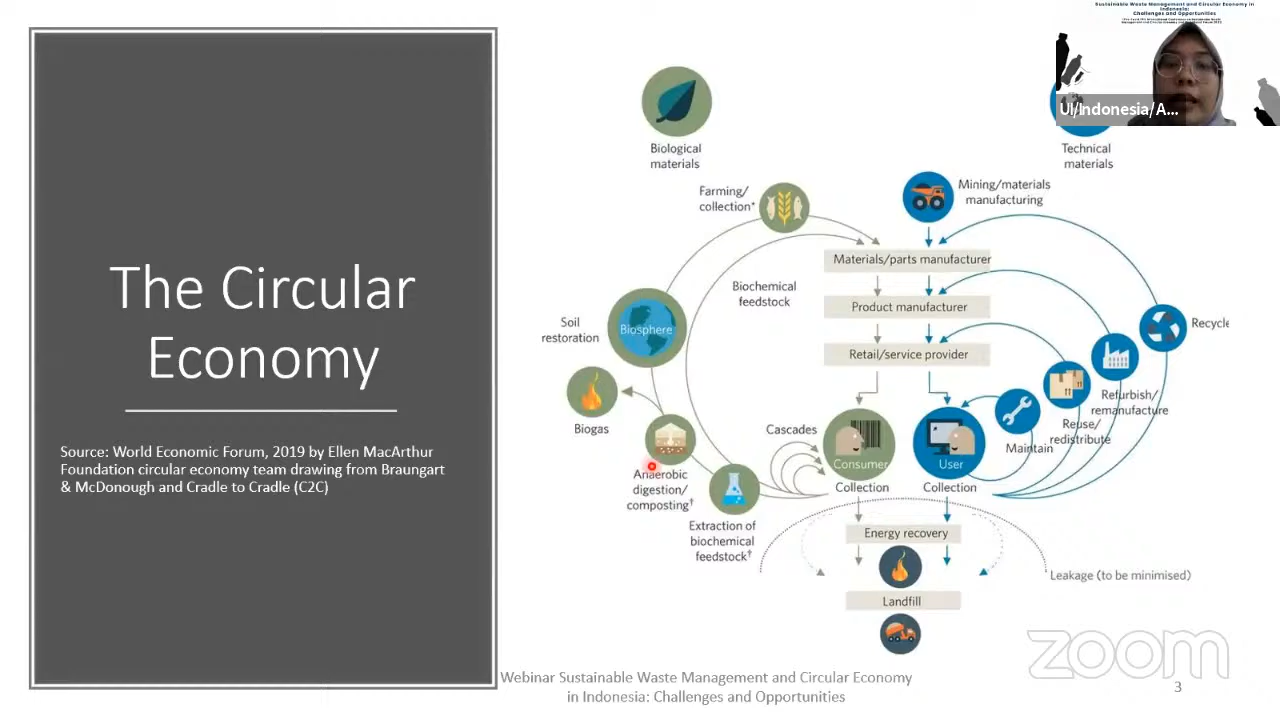 Sustainable Waste Management and Circular Economy in
Indonesia:
Challenges and Opportunities
UI/Indonesia/A...
The Circular
Economy
Source: World Economic Forum, 2019 by Ellen MacArthur
Foundation circular economy team drawing from Braungart
& McDonough and Cradle to Cradle (C2C)
Biological
materials
Technical
materials
Farming/
collection*
Mining/materials
manufacturing
Materials/parts manufacturer
Biochemical
feedstock
Product manufacturer
Soil
restoration
Biosphere
Recycle
Retail/service provider
Refurbish/
remanufacture
Biogas
Cascades
Reuse/
redistribute
Maintain
Consumer
User
Collection
Collection
Anaerobic
digestion/
composting†
Extraction of
biochemical
feedstock†
Energy recovery
Leakage (to be minimised)
Landfill
zoom
Webinar Sustainable Waste Management and Circular Economy
in Indonesia: Challenges and Opportunities
3